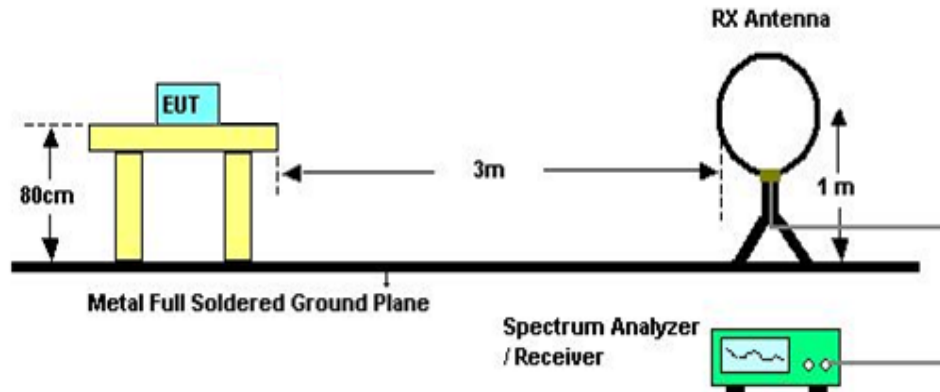 RX Antenna
EUT
80cm
3m
1 m
Metal Full Soldered Ground Plane
Spectrum Analyzer
/ Receiver